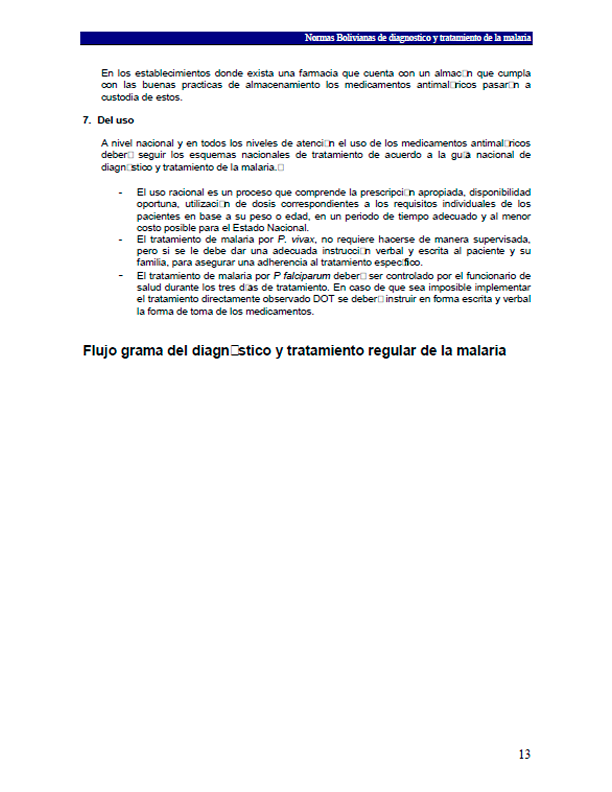 Normas Bolivianas de diagnostico y tratamiento de la malaria
En los establecimientos donde exista una farmacia que cuenta con un almac□n que cumpla
con las buenas practicas de almacenamiento los medicamentos antimal□ricos pasar□n a
custodia de estos.
7. Del uso
A nivel nacional y en todos los niveles de atenci□n el uso de los medicamentos antimal□ricos
deber□ seguir los esquemas nacionales de tratamiento de acuerdo a la gu□a nacional de
diagn□stico y tratamiento de la malaria.□
- El uso racional es un proceso que comprende la prescripci□n apropiada, disponibilidad
oportuna, utilizaci□n de dosis correspondientes a los requisitos individuales de los
pacientes en base a su peso o edad, en un periodo de tiempo adecuado y al menor
costo posible para el Estado Nacional.
- El tratamiento de malaria por P. vivax, no requiere hacerse de manera supervisada,
pero si se le debe dar una adecuada instrucci□n verbal y escrita al paciente y su
familia, para asegurar una adherencia al tratamiento espec□fico.
- El tratamiento de malaria por P falciparum deber□ ser controlado por el funcionario de
salud durante los tres d□as de tratamiento. En caso de que sea imposible implementar
el tratamiento directamente observado DOT se deber□ instruir en forma escrita y verbal
la forma de toma de los medicamentos.
Flujo grama del diagn□stico y tratamiento regular de la malaria
13